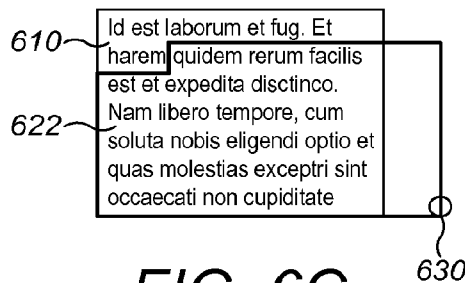 610
Id est laborum et fug. Et
harem quidem rerum facilis
est et expedita disctinco.
622
Nam libero tempore, cum
soluta nobis eligendi optio et
quas molestias exceptri sint
occaecati non cupiditate
630